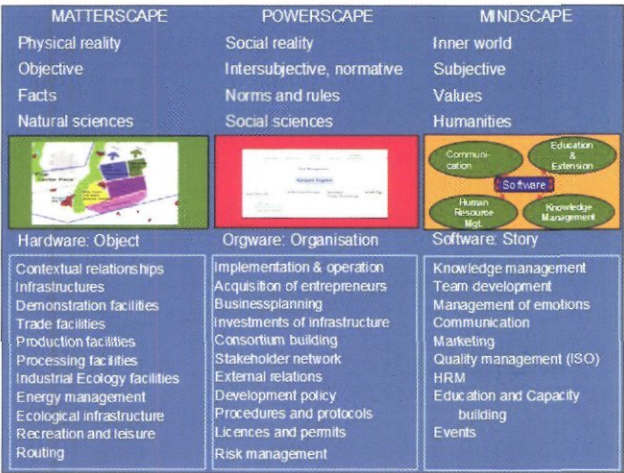 MATTERSCAPE
Physical reality
Objective
Facts
Natural sciences
Hardware: Object
Contextual relationships
Infrastructures
Demonstration facilities
Trade facilities
Production facilities
Processing facilities
Industrial Ecology facilities
Energy management
Ecological infrastructure
Recreation and leisure
Routing
POWERSCAPE
Social reality
Intersubjective, normative
Norms and rules
Social sciences
Orgware: Organisation
Implementation & operation
Acquisition of entrepreneurs
Businessplanning
Investments of infrastructure
Consortium building
Stakeholder network
External relations
Development policy
Procedures and protocols
Licences and permits
Risk management
MINDSCAPE
Inner world
Subjective
Values
Humanities
Communi-
cation
Education
&
Extension
Software
Human
Resource
Mgt.
Knowledge
Management
Software: Story
Knowledge management
Team development
Management of emotions
Communication
Marketing
Quality management (ISO)
HRM
Education and Capacity
building
Events